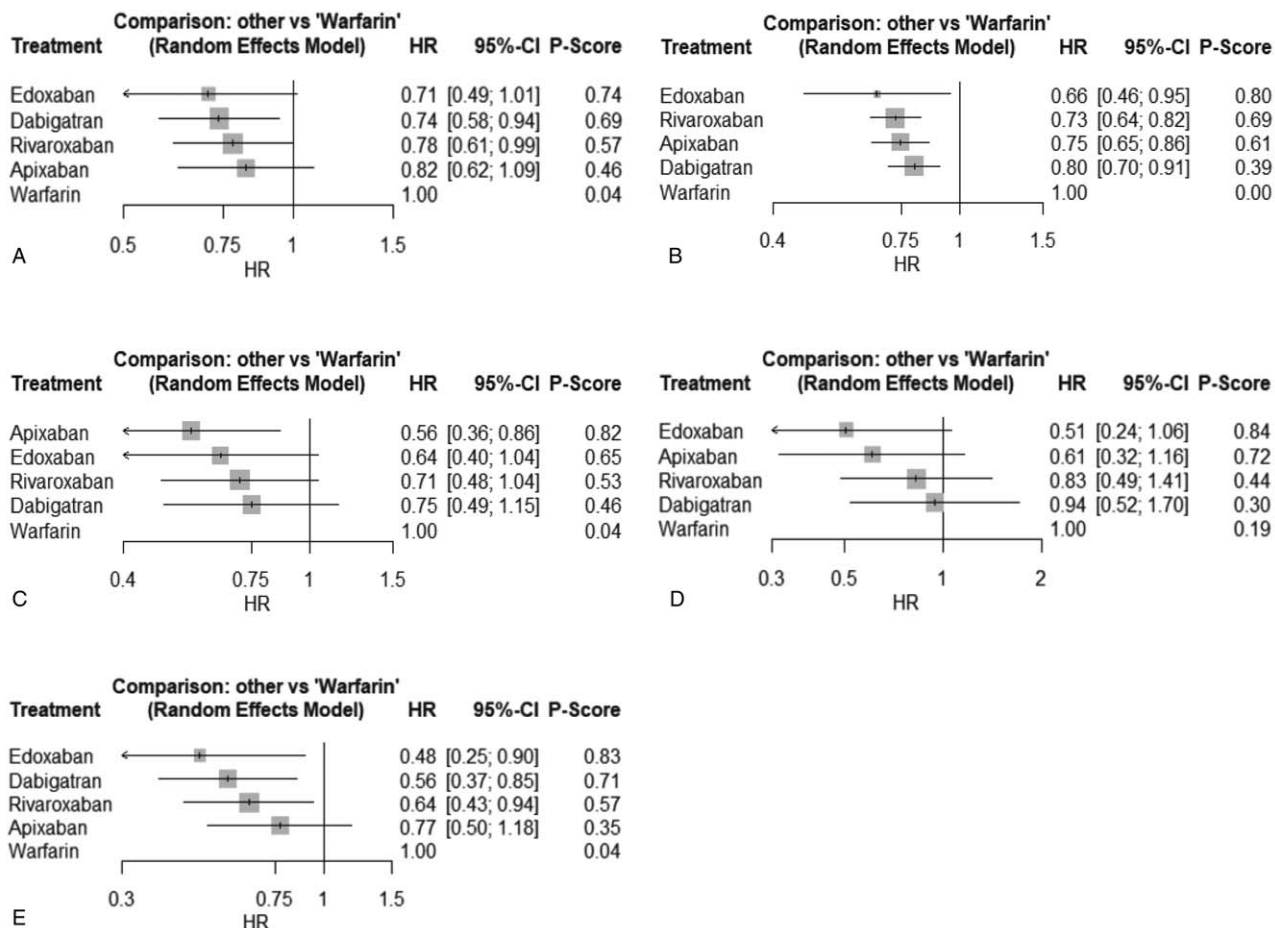 Comparison: other vs 'Warfarin'
Treatment (Random Effects Model) HR 95%-CI P-Score
Edoxaban 0.71 [0.49; 1.01] 0.74
Dabigatran 0.74 [0.58; 0.94] 0.69
Rivaroxaban 0.78 [0.61; 0.99] 0.57
Apixaban 0.82 [0.62; 1.09] 0.46
Warfarin 1.00 0.04
0.5 0.75 1 1.5
HR
A
Comparison: other vs 'Warfarin'
Treatment (Random Effects Model) HR 95%-CI P-Score
Edoxaban 0.66 [0.46; 0.95] 0.80
Rivaroxaban 0.73 [0.64; 0.82] 0.69
Apixaban 0.75 [0.65; 0.86] 0.61
Dabigatran 0.80 [0.70; 0.91] 0.39
Warfarin 1.00 0.00
0.4 0.75 1 1.5
HR
B
Comparison: other vs 'Warfarin'
Treatment (Random Effects Model) HR 95%-CI P-Score
Apixaban 0.56 [0.36; 0.86] 0.82
Edoxaban 0.64 [0.40; 1.04] 0.65
Rivaroxaban 0.71 [0.48; 1.04] 0.53
Dabigatran 0.75 [0.49; 1.15] 0.46
Warfarin 1.00 0.04
0.4 0.75 1 1.5
HR
C
Comparison: other vs 'Warfarin'
Treatment (Random Effects Model) HR 95%-CI P-Score
Edoxaban 0.51 [0.24; 1.06] 0.84
Apixaban 0.61 [0.32; 1.16] 0.72
Rivaroxaban 0.83 [0.49; 1.41] 0.44
Dabigatran 0.94 [0.52; 1.70] 0.30
Warfarin 1.00 0.19
0.3 0.5 1 2
HR
D
Comparison: other vs 'Warfarin'
Treatment (Random Effects Model) HR 95%-CI P-Score
Edoxaban 0.48 [0.25; 0.90] 0.83
Dabigatran 0.56 [0.37; 0.85] 0.71
Rivaroxaban 0.64 [0.43; 0.94] 0.57
Apixaban 0.77 [0.50; 1.18] 0.35
Warfarin 1.00 0.04
0.3 0.75 1 1.5
HR
E